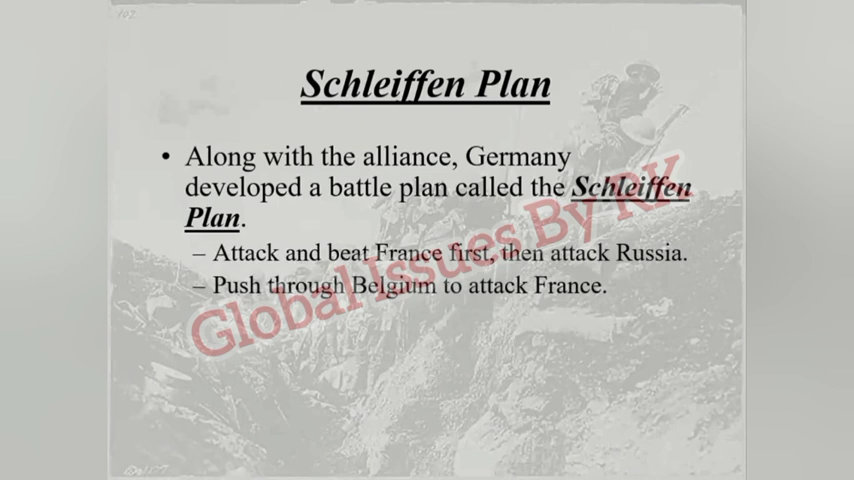 Schleiffen Plan
• Along with the alliance, Germany
developed a battle plan called the Schleiffen
Plan.
– Attack and beat France first, then attack Russia.
– Push through Belgium to attack France.
Global Issues By RK